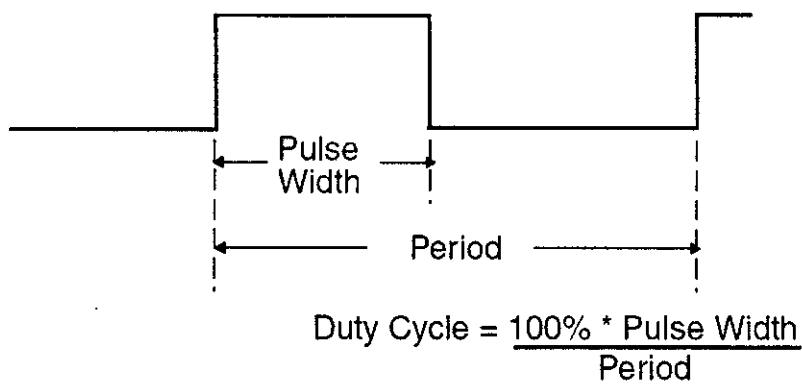 Pulse
Width
Period
Duty Cycle = 100% * Pulse Width
Period